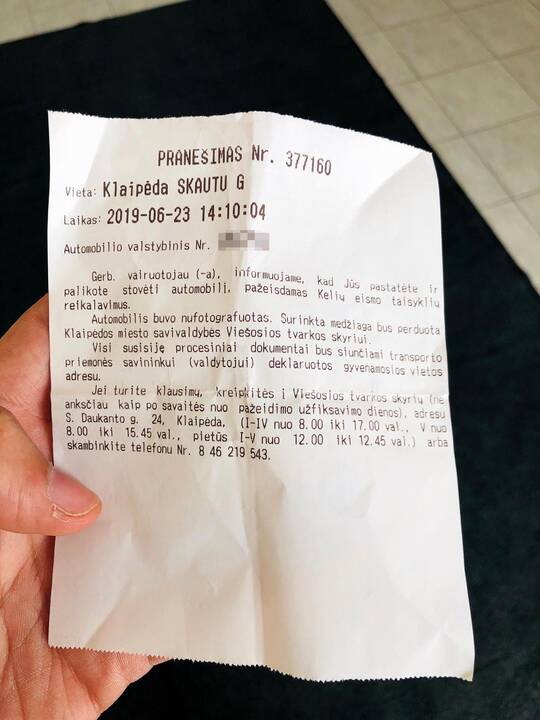 PRANEŠIMAS Nr. 377160
Vieta: Klaipėda SKAUTU G
Laikas: 2019-06-23 14:10:04
Automobilio valstybinis Nr.
Gerb. vairuotojau (-a), informuojame, kad Jūs pastatėte ir
palikote stovėti automobilį, pažeisdamas Kelių eismo taisyklių
reikalavimus.
Automobilis buvo nufotografuotas. Surinkta medžiaga bus perduota
Klaipėdos miesto savivaldybės Viešosios tvarkos skyriui.
Visi susisiję procesiniai dokumentai bus siunčiami transporto
priemonės savininkui (valdytojui) deklaruotos gyvenamosios vietos
adresu.
Jei turite klausimų, kreipkitės į Viešosios tvarkos skyrių (ne
anksčiau kaip po savaitės nuo pažeidimo užfiksavimo dienos), adresu
S. Daukanto g. 24, Klaipėda, (I-IV nuo 8.00 iki 17.00 val., V nuo
8.00 iki 15.45 val., pietūs I-V nuo 12.00 iki 12.45 val.) arba
skambinkite telefonu Nr. 8 46 219 543.